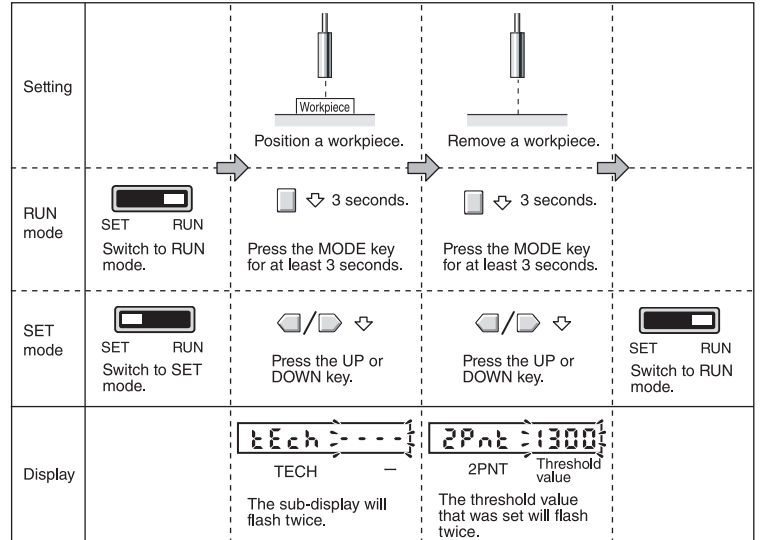 Setting
Workpiece
Position a workpiece.
Remove a workpiece.
RUN
mode
SET RUN
Switch to RUN
mode.
3 seconds.
Press the MODE key
for at least 3 seconds.
3 seconds.
Press the MODE key
for at least 3 seconds.
SET
mode
SET RUN
Switch to SET
mode.
/
Press the UP or
DOWN key.
/
Press the UP or
DOWN key.
SET RUN
Switch to RUN
mode.
Display
tEch ----
TECH —
The sub-display will
flash twice.
2Pnt 1300
2PNT Threshold
value
The threshold value
that was set will flash
twice.